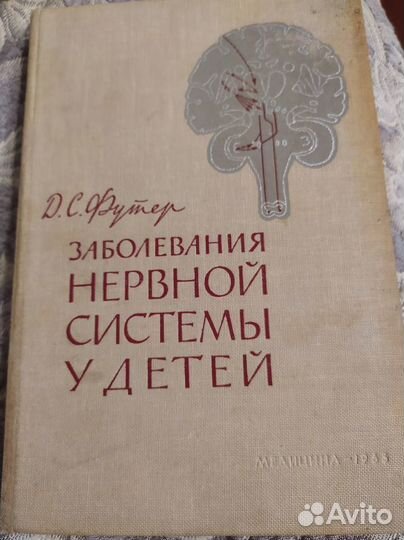 Д.С.Футер
ЗАБОЛЕВАНИЯ
НЕРВНОЙ
СИСТЕМЫ
У ДЕТЕЙ
МЕДИЦИНА · 1965
Avito